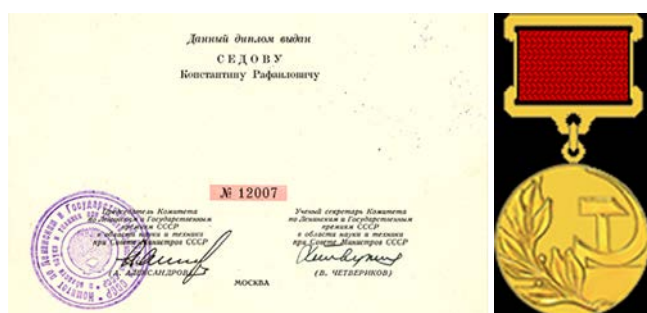 Данный диплом выдан
СЕДОВУ
Константину Рафаиловичу
№ 12007
Председатель Комитета
по Ленинским и Государственным
премиям СССР
в области науки и техники
при Совете Министров СССР
(А. АЛЕКСАНДРОВ)
Ученый секретарь Комитета
по Ленинским и Государственным
премиям СССР
в области науки и техники
при Совете Министров СССР
(В. ЧЕТВЕРИКОВ)
МОСКВА